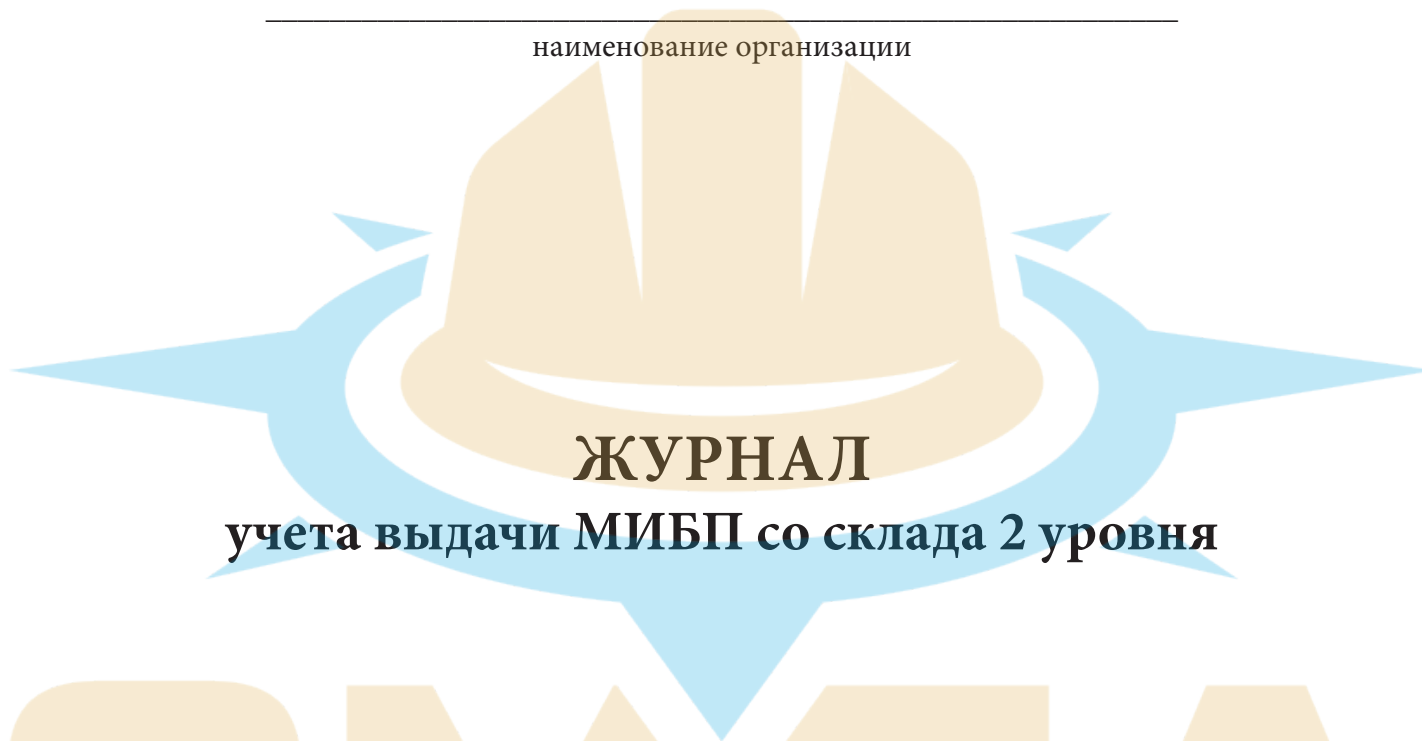 наименование организации
ЖУРНАЛ
учета выдачи МИБП со склада 2 уровня